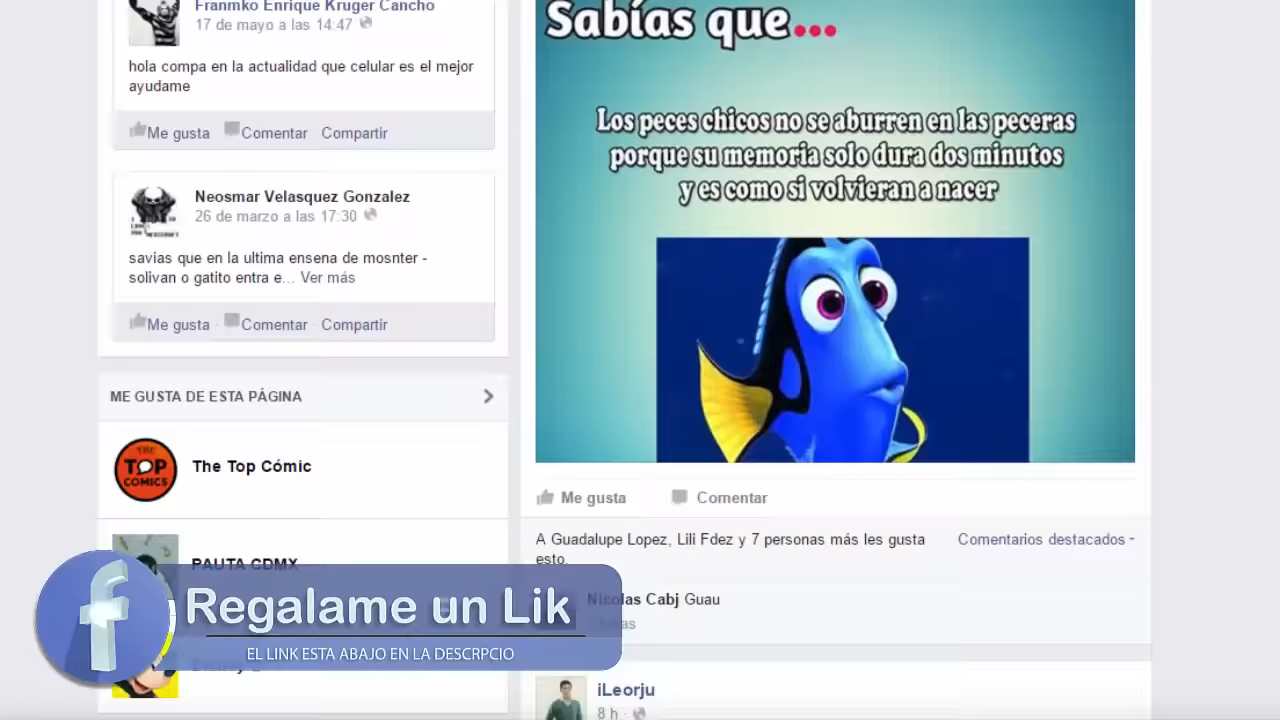 Franmko Enrique Kruger Cancho
17 de mayo a las 14:47
hola compa en la actualidad que celular es el mejor
ayudame
Me gusta Comentar Compartir
Neosmar Velasquez Gonzalez
26 de marzo a las 17:30
savias que en la ultima ensena de mosnter -
solivan o gatito entra e... Ver más
Me gusta · Comentar · Compartir
ME GUSTA DE ESTA PÁGINA
THE
TOP
COMICS
The Top Cómic
PAUTA CDMX
Sabías que...
Los peces chicos no se aburren en las peceras
porque su memoria solo dura dos minutos
y es como si volvieran a nacer
Me gusta Comentar
A Guadalupe Lopez, Lili Fdez y 7 personas más les gusta
esto.
Comentarios destacados
Nicolas Cabj Guau
iLeorju
8 h ·
f
Regalame un Lik
EL LINK ESTA ABAJO EN LA DESCRPCIO